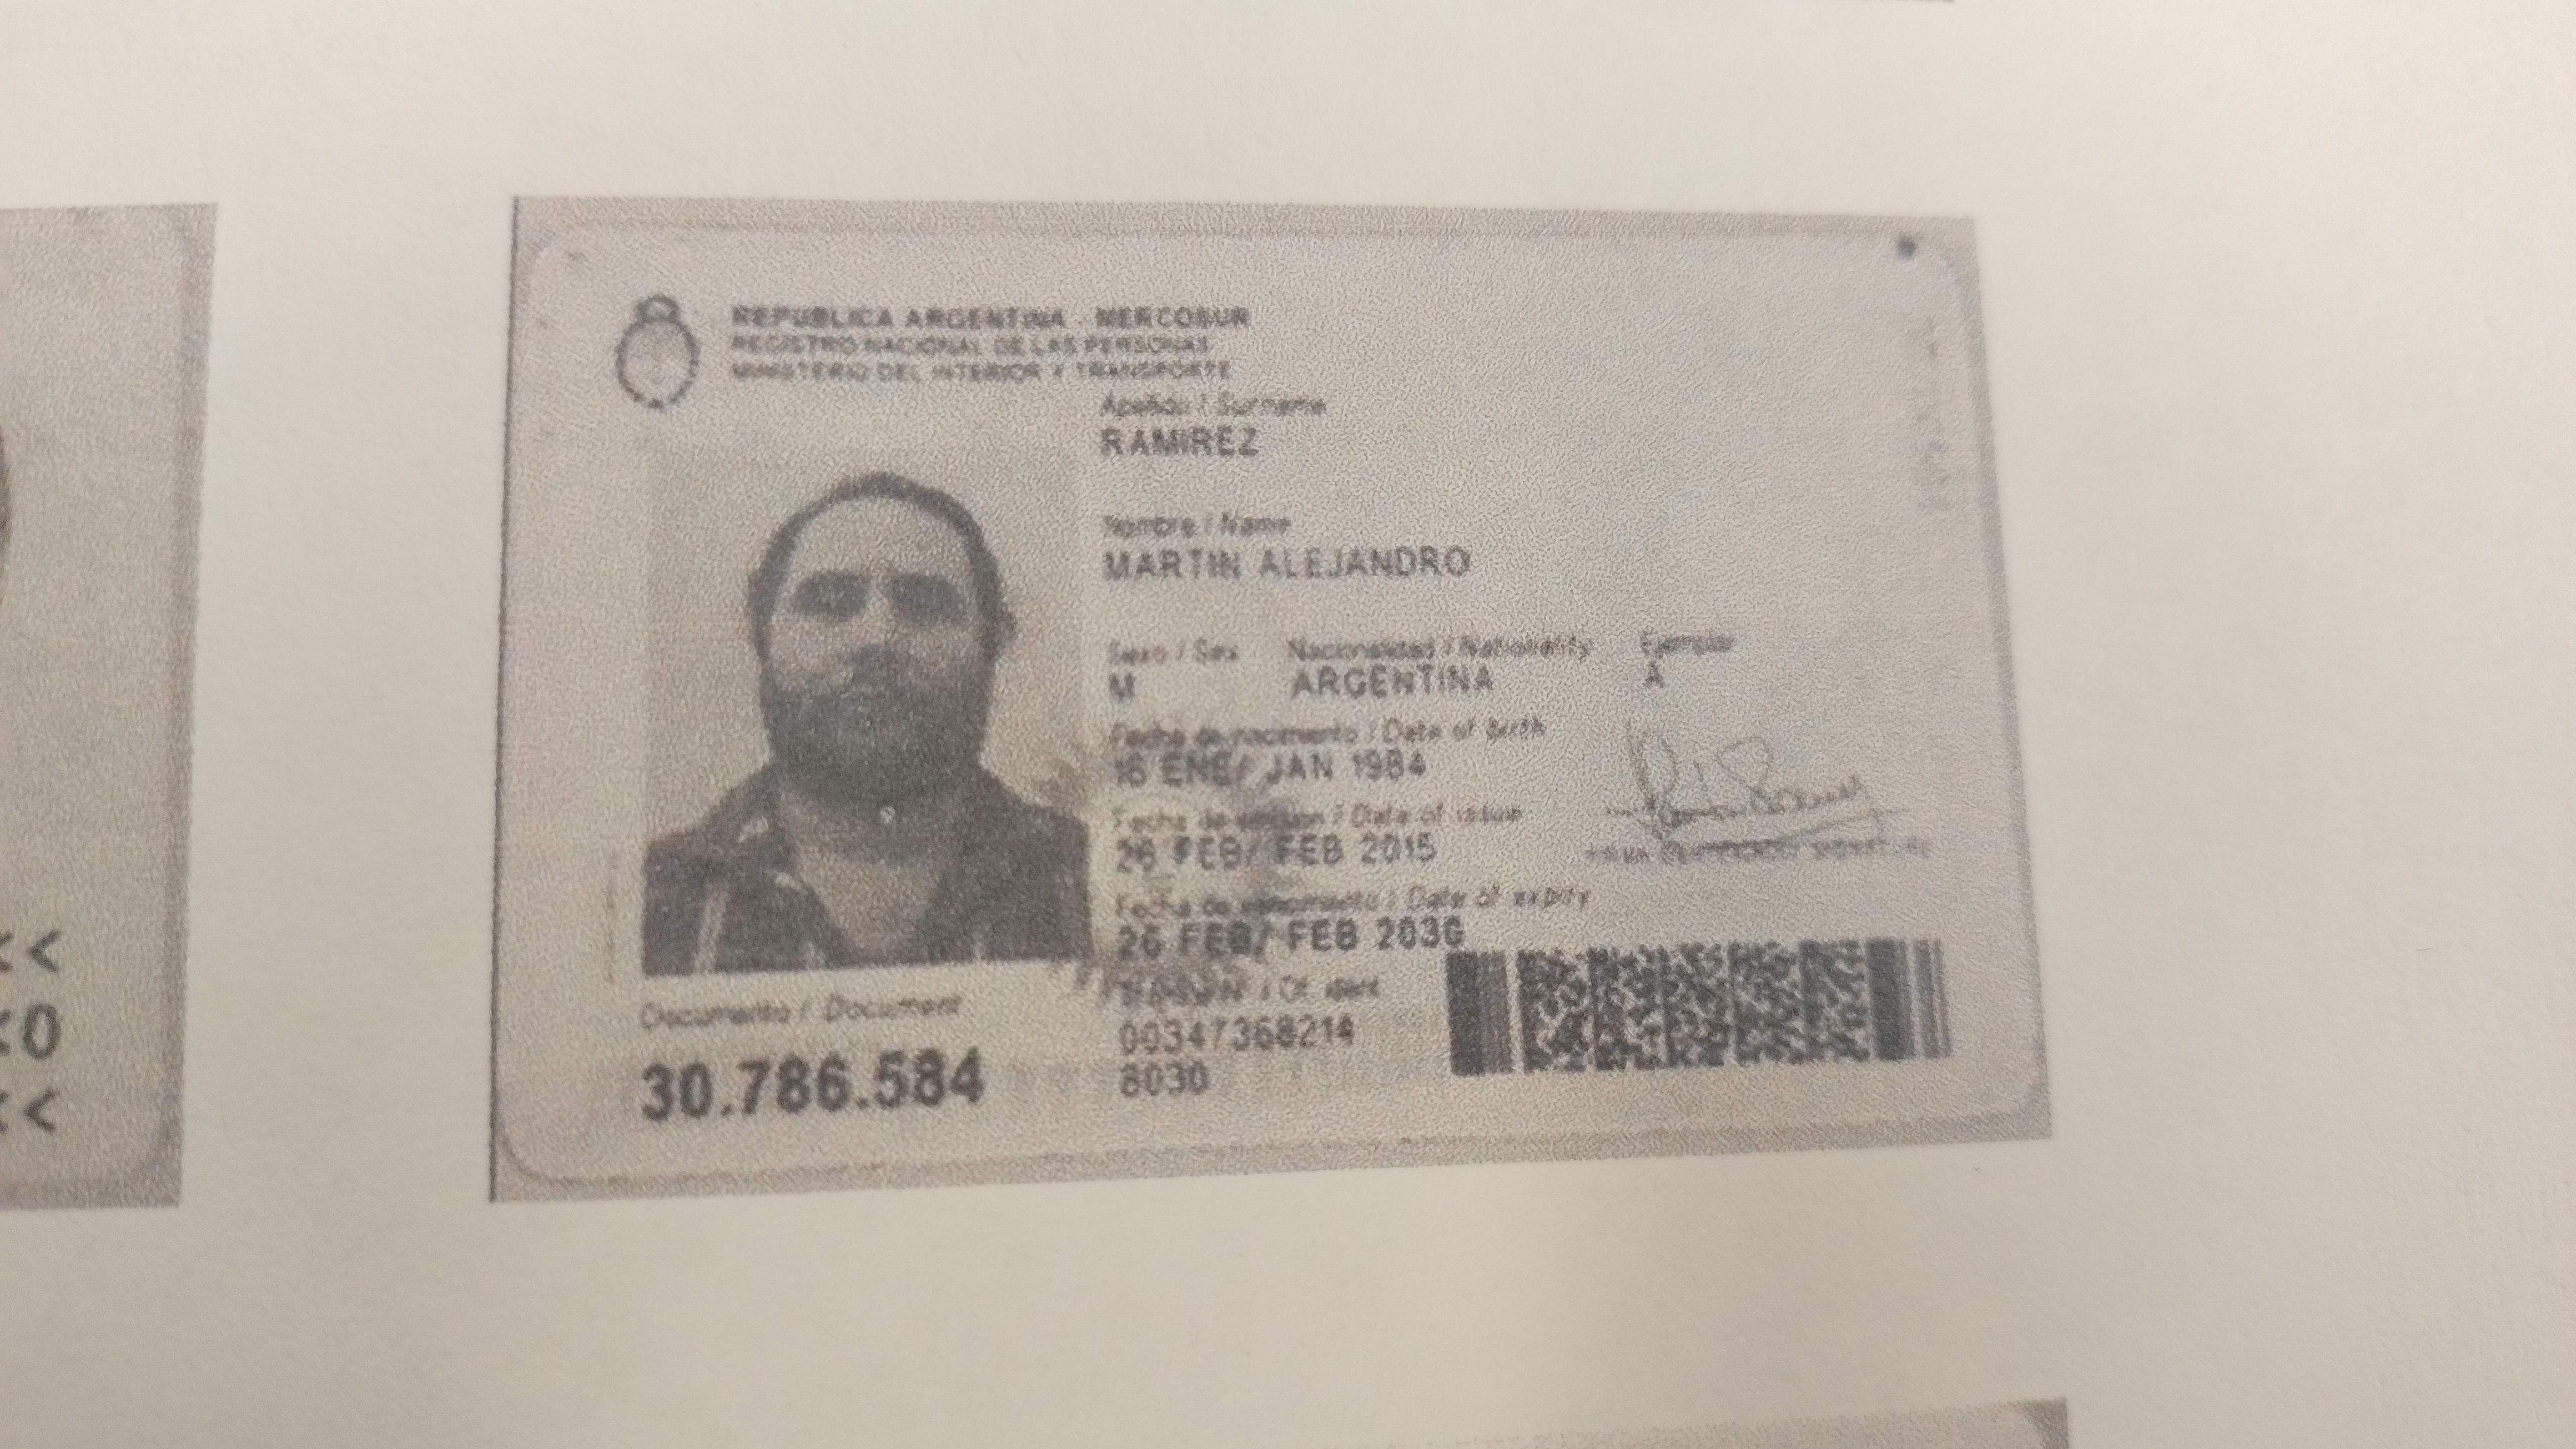 <<
<0
<<
REPUBLICA ARGENTINA - MERCOSUR
REGISTRO NACIONAL DE LAS PERSONAS
MINISTERIO DEL INTERIOR Y TRANSPORTE
Apellido / Surname
RAMIREZ
Nombre / Name
MARTIN ALEJANDRO
Sexo / Sex Nacionalidad / Nationality Ejemplar
M ARGENTINA A
Fecha de nacimiento / Date of birth
16 ENE/ JAN 1984
Fecha de emisión / Date of issue
26 FEB/ FEB 2015
Fecha de vencimiento / Date of expiry
26 FEB/ FEB 2030
Documento / Document
30.786.584
/ Of. ident
00347368214
8030